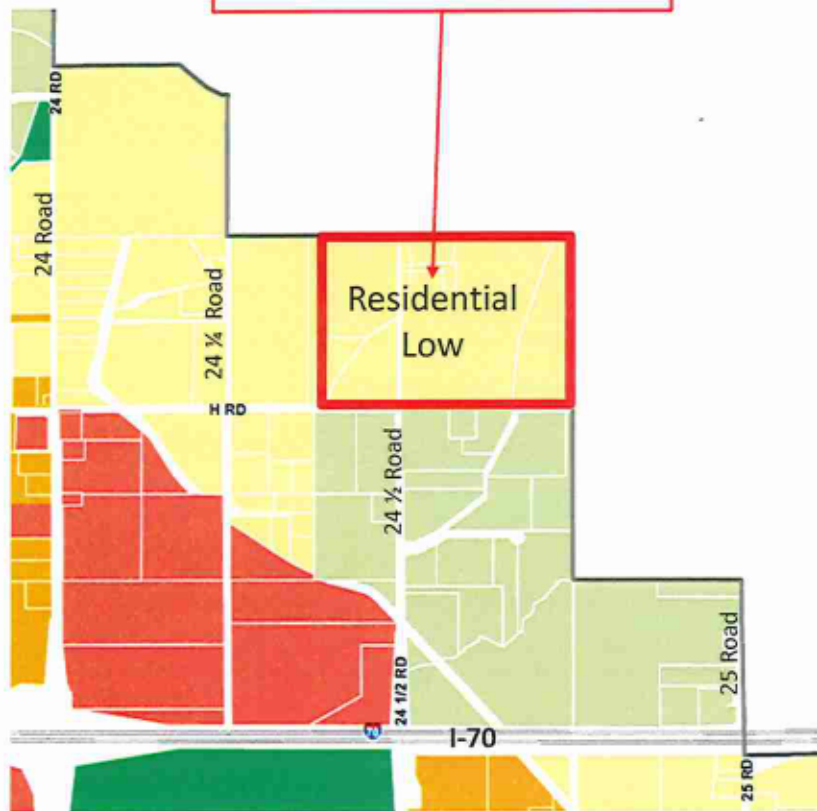 24 RD
24 Road
24 ¼ Road
Residential
Low
H RD
24 ½ Road
25 Road
24 1/2 RD
70
I-70
25 RD